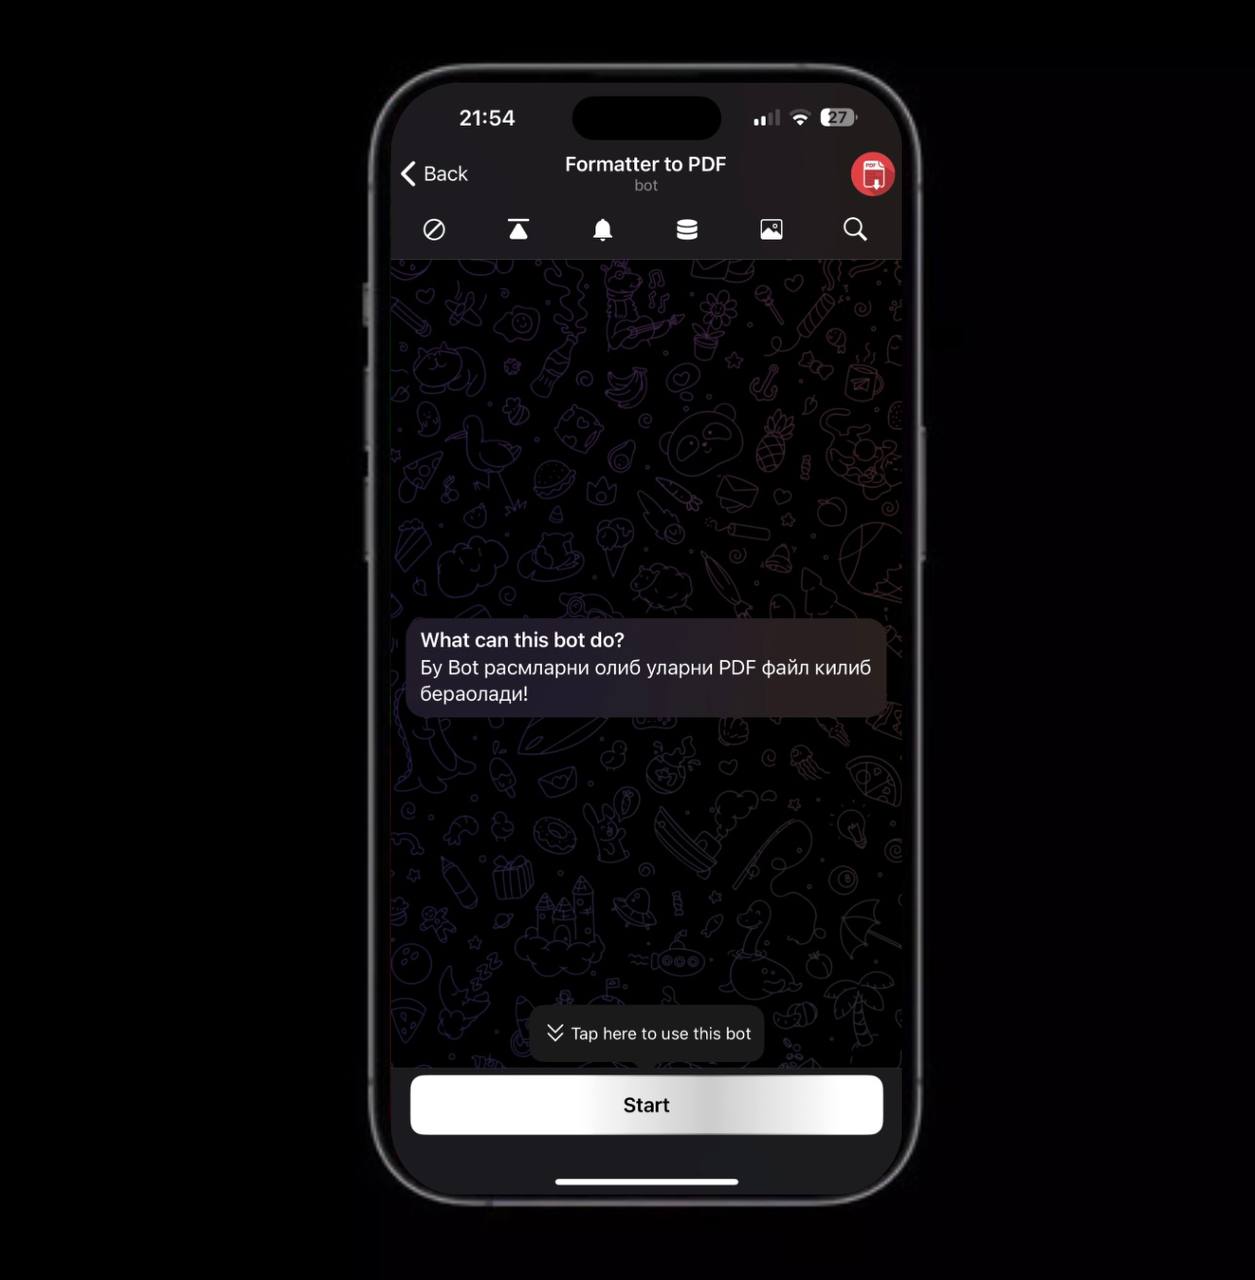 21:54
27
Back
Formatter to PDF
bot
PDF
What can this bot do?
Бу Bot расмларни олиб уларни PDF файл килиб
бераолади!
Tap here to use this bot
Start